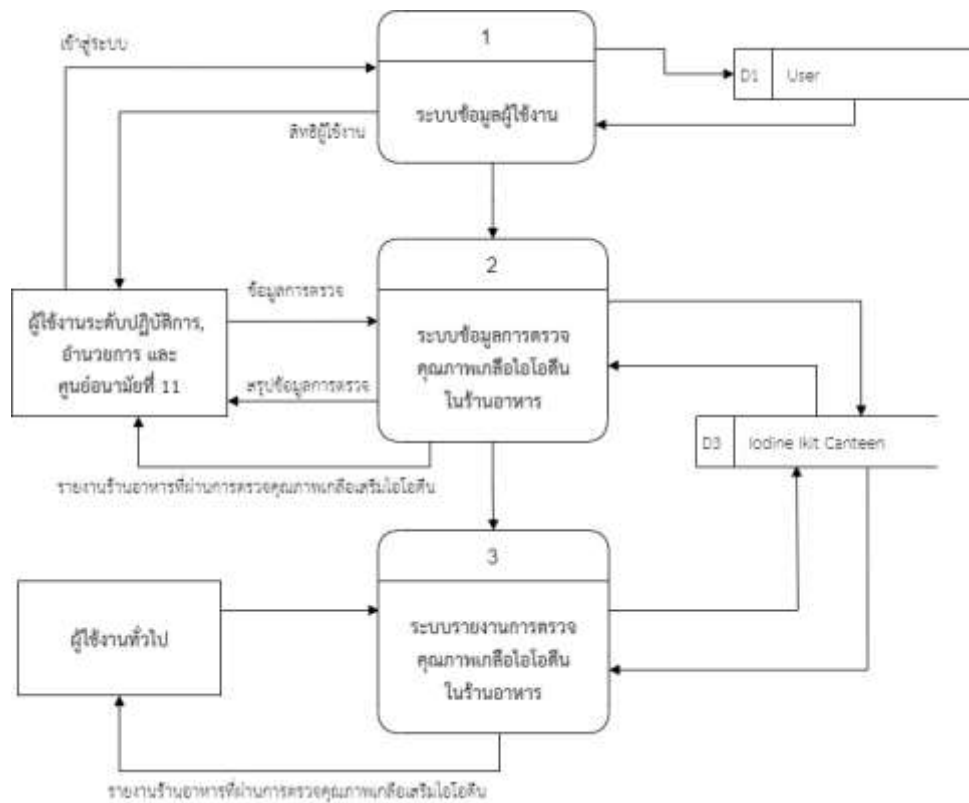 1
เข้าสู่ระบบ
D1 User
ระบบข้อมูลผู้ใช้งาน
สิทธิผู้ใช้งาน
2
ข้อมูลการตรวจ
ผู้ใช้งานระดับปฏิบัติการ,
อำนวยการ และ
ศูนย์อนามัยที่ 11
ระบบข้อมูลการตรวจ
คุณภาพเกลือไอโอดีน
ในร้านอาหาร
สรุปข้อมูลการตรวจ
D3 Iodine Ikit Canteen
รายงานร้านอาหารที่ผ่านการตรวจคุณภาพเกลือเสริมไอโอดีน
3
ผู้ใช้งานทั่วไป
ระบบรายงานการตรวจ
คุณภาพเกลือไอโอดีน
ในร้านอาหาร
รายงานร้านอาหารที่ผ่านการตรวจคุณภาพเกลือเสริมไอโอดีน